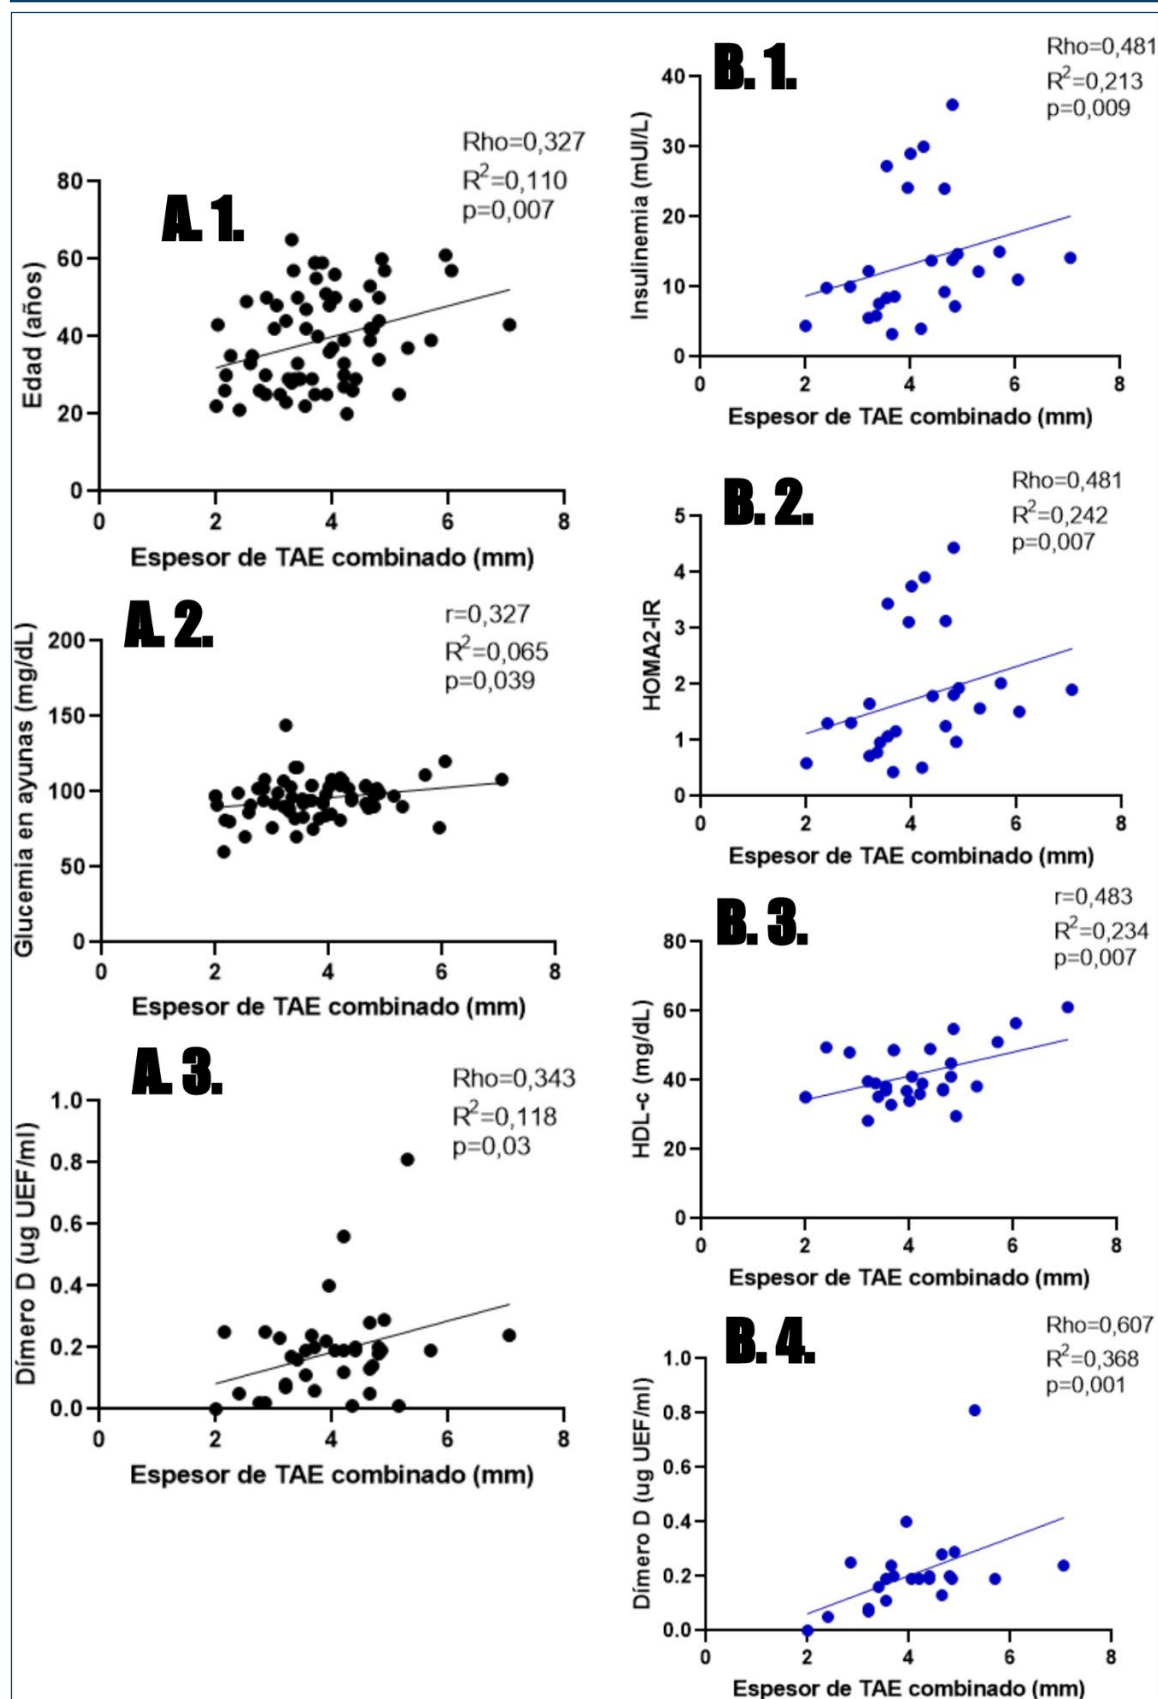 A. 1.
Rho=0,327
R²=0,110
p=0,007
Edad (años)
80
60
40
20
0
0 2 4 6 8
Espesor de TAE combinado (mm)
A. 2.
r=0,327
R²=0,065
p=0,039
Glucemia en ayunas (mg/dL)
200
150
100
50
0
0 2 4 6 8
Espesor de TAE combinado (mm)
A. 3.
Rho=0,343
R²=0,118
p=0,03
Dímero D (ug UEF/ml)
1.0
0.8
0.6
0.4
0.2
0.0
0 2 4 6 8
Espesor de TAE combinado (mm)
B. 1.
Rho=0,481
R²=0,213
p=0,009
Insulinemia (mUI/L)
40
30
20
10
0
0 2 4 6 8
Espesor de TAE combinado (mm)
B. 2.
Rho=0,481
R²=0,242
p=0,007
HOMA2-IR
5
4
3
2
1
0
0 2 4 6 8
Espesor de TAE combinado (mm)
B. 3.
r=0,483
R²=0,234
p=0,007
HDL-c (mg/dL)
80
60
40
20
0
0 2 4 6 8
Espesor de TAE combinado (mm)
B. 4.
Rho=0,607
R²=0,368
p=0,001
Dímero D (ug UEF/ml)
1.0
0.8
0.6
0.4
0.2
0.0
0 2 4 6 8
Espesor de TAE combinado (mm)